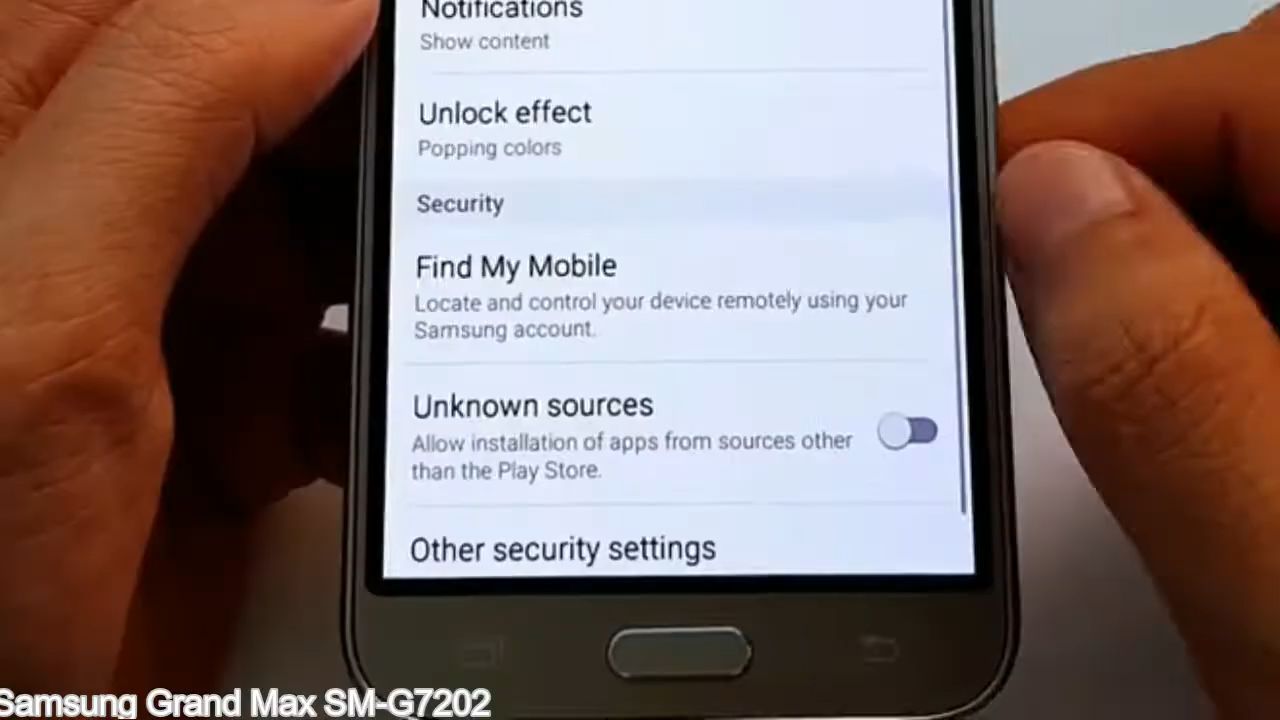 Notifications
Show content
Unlock effect
Popping colors
Security
Find My Mobile
Locate and control your device remotely using your
Samsung account.
Unknown sources
Allow installation of apps from sources other
than the Play Store.
Other security settings
Samsung Grand Max SM-G7202